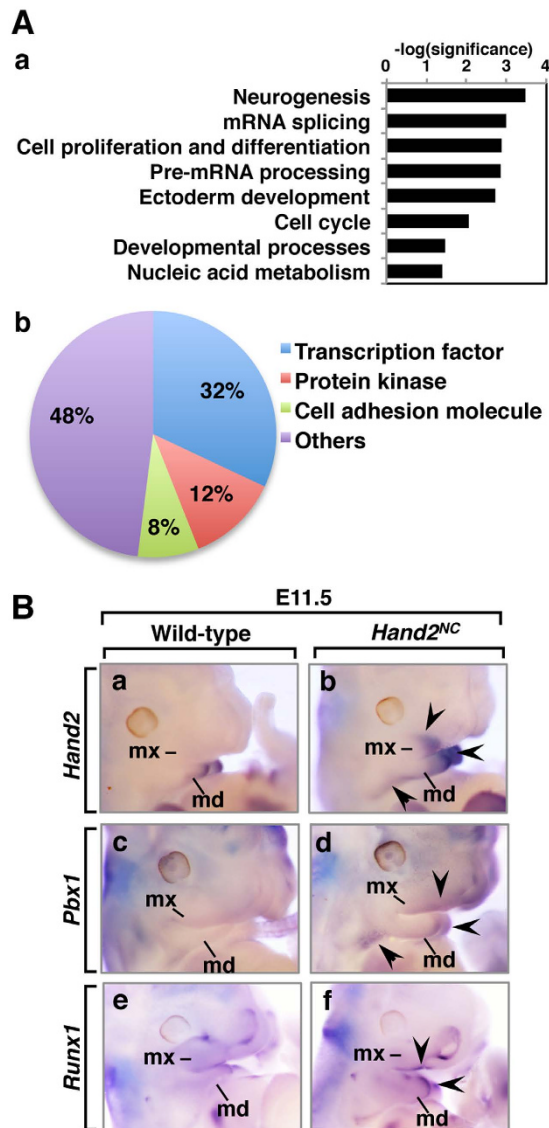 A
a
-log(significance)
0 1 2 3 4
Neurogenesis
mRNA splicing
Cell proliferation and differentiation
Pre-mRNA processing
Ectoderm development
Cell cycle
Developmental processes
Nucleic acid metabolism
b
48%
32%
12%
8%
Transcription factor
Protein kinase
Cell adhesion molecule
Others
B
E11.5
Wild-type Hand2NC
Hand2
a
mx
md
b
mx
md
Pbx1
c
mx
md
d
mx
md
Runx1
e
mx
md
f
mx
md